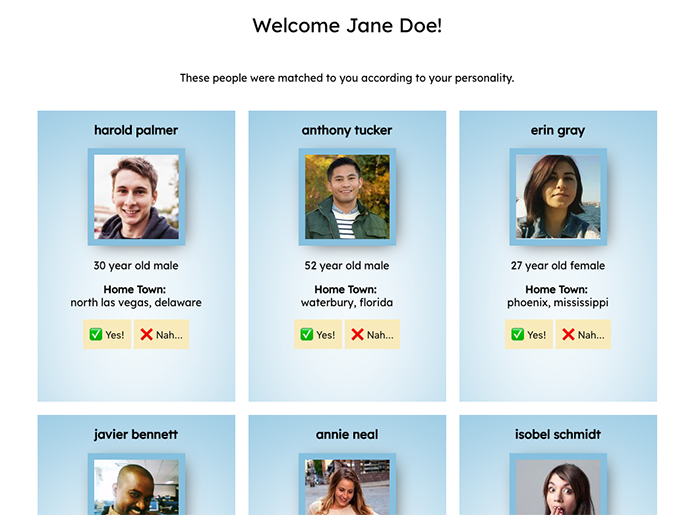 Welcome Jane Doe!
These people were matched to you according to your personality.
harold palmer
30 year old male
Home Town:
north las vegas, delaware
✅ Yes!
❌ Nah...
anthony tucker
52 year old male
Home Town:
waterbury, florida
✅ Yes!
❌ Nah...
erin gray
27 year old female
Home Town:
phoenix, mississippi
✅ Yes!
❌ Nah...
javier bennett
annie neal
isobel schmidt